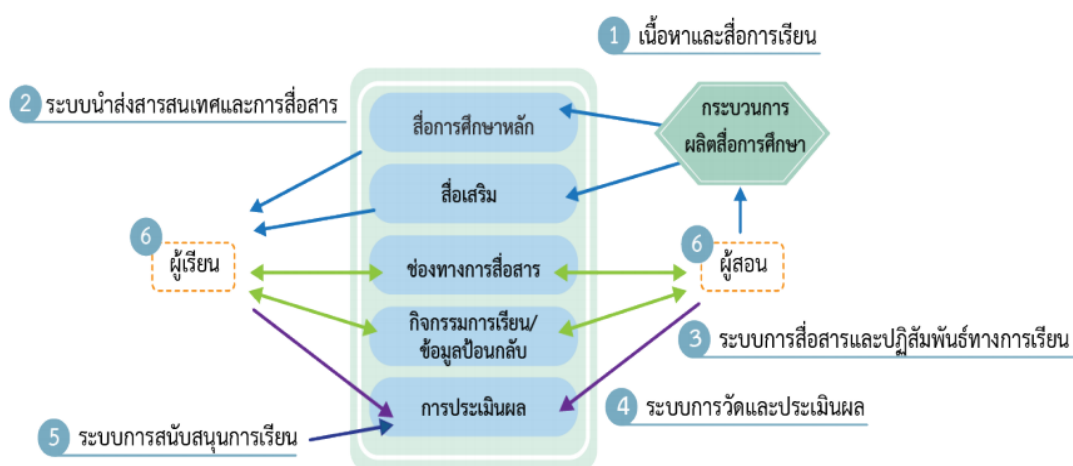 1 เนื้อหาและสื่อการเรียน
2 ระบบนำส่งสารสนเทศและการสื่อสาร
สื่อการศึกษาหลัก
กระบวนการ
ผลิตสื่อการศึกษา
สื่อเสริม
6
ผู้เรียน
ช่องทางการสื่อสาร
6
ผู้สอน
กิจกรรมการเรียน/
ข้อมูลป้อนกลับ
3 ระบบการสื่อสารและปฏิสัมพันธ์ทางการเรียน
การประเมินผล
4 ระบบการวัดและประเมินผล
5 ระบบการสนับสนุนการเรียน